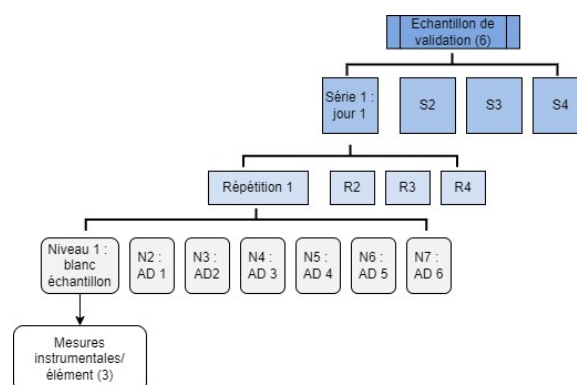 Echantillon de
validation (6)
Série 1 :
jour 1
S2
S3
S4
Répétition 1
R2
R3
R4
Niveau 1 :
blanc
échantillon
N2 :
AD 1
N3 :
AD2
N4 :
AD 3
N5 :
AD 4
N6 :
AD 5
N7 :
AD 6
Mesures
instrumentales/
élément (3)